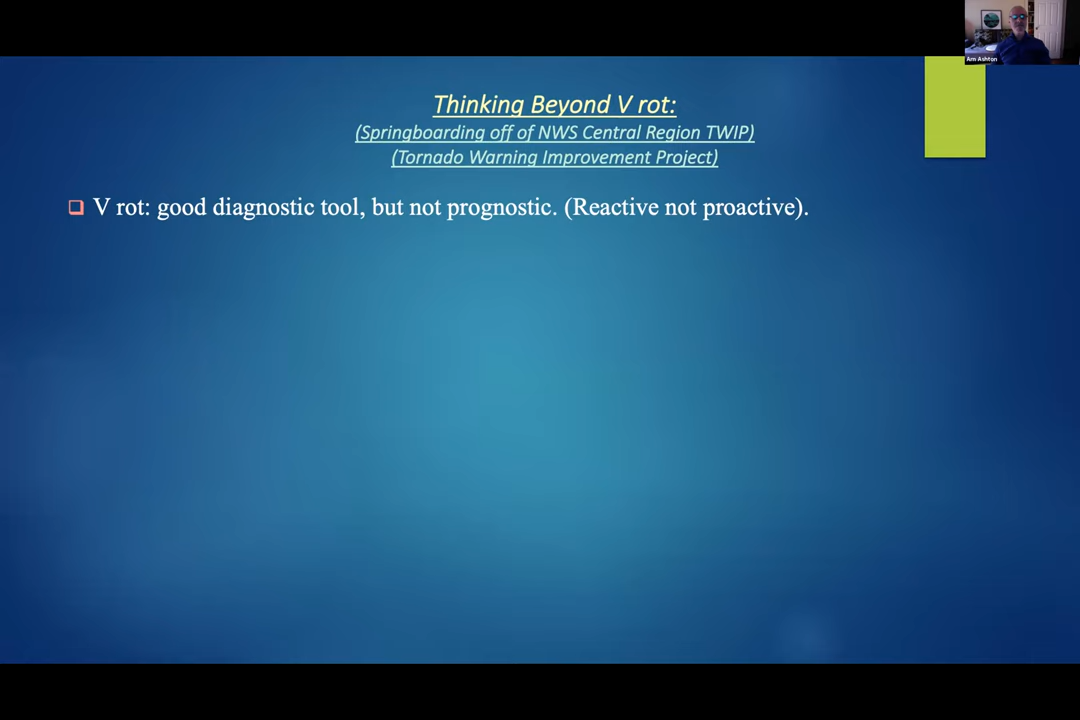 Arn Ashton
Thinking Beyond V rot:
(Springboarding off of NWS Central Region TWIP)
(Tornado Warning Improvement Project)
V rot: good diagnostic tool, but not prognostic. (Reactive not proactive).